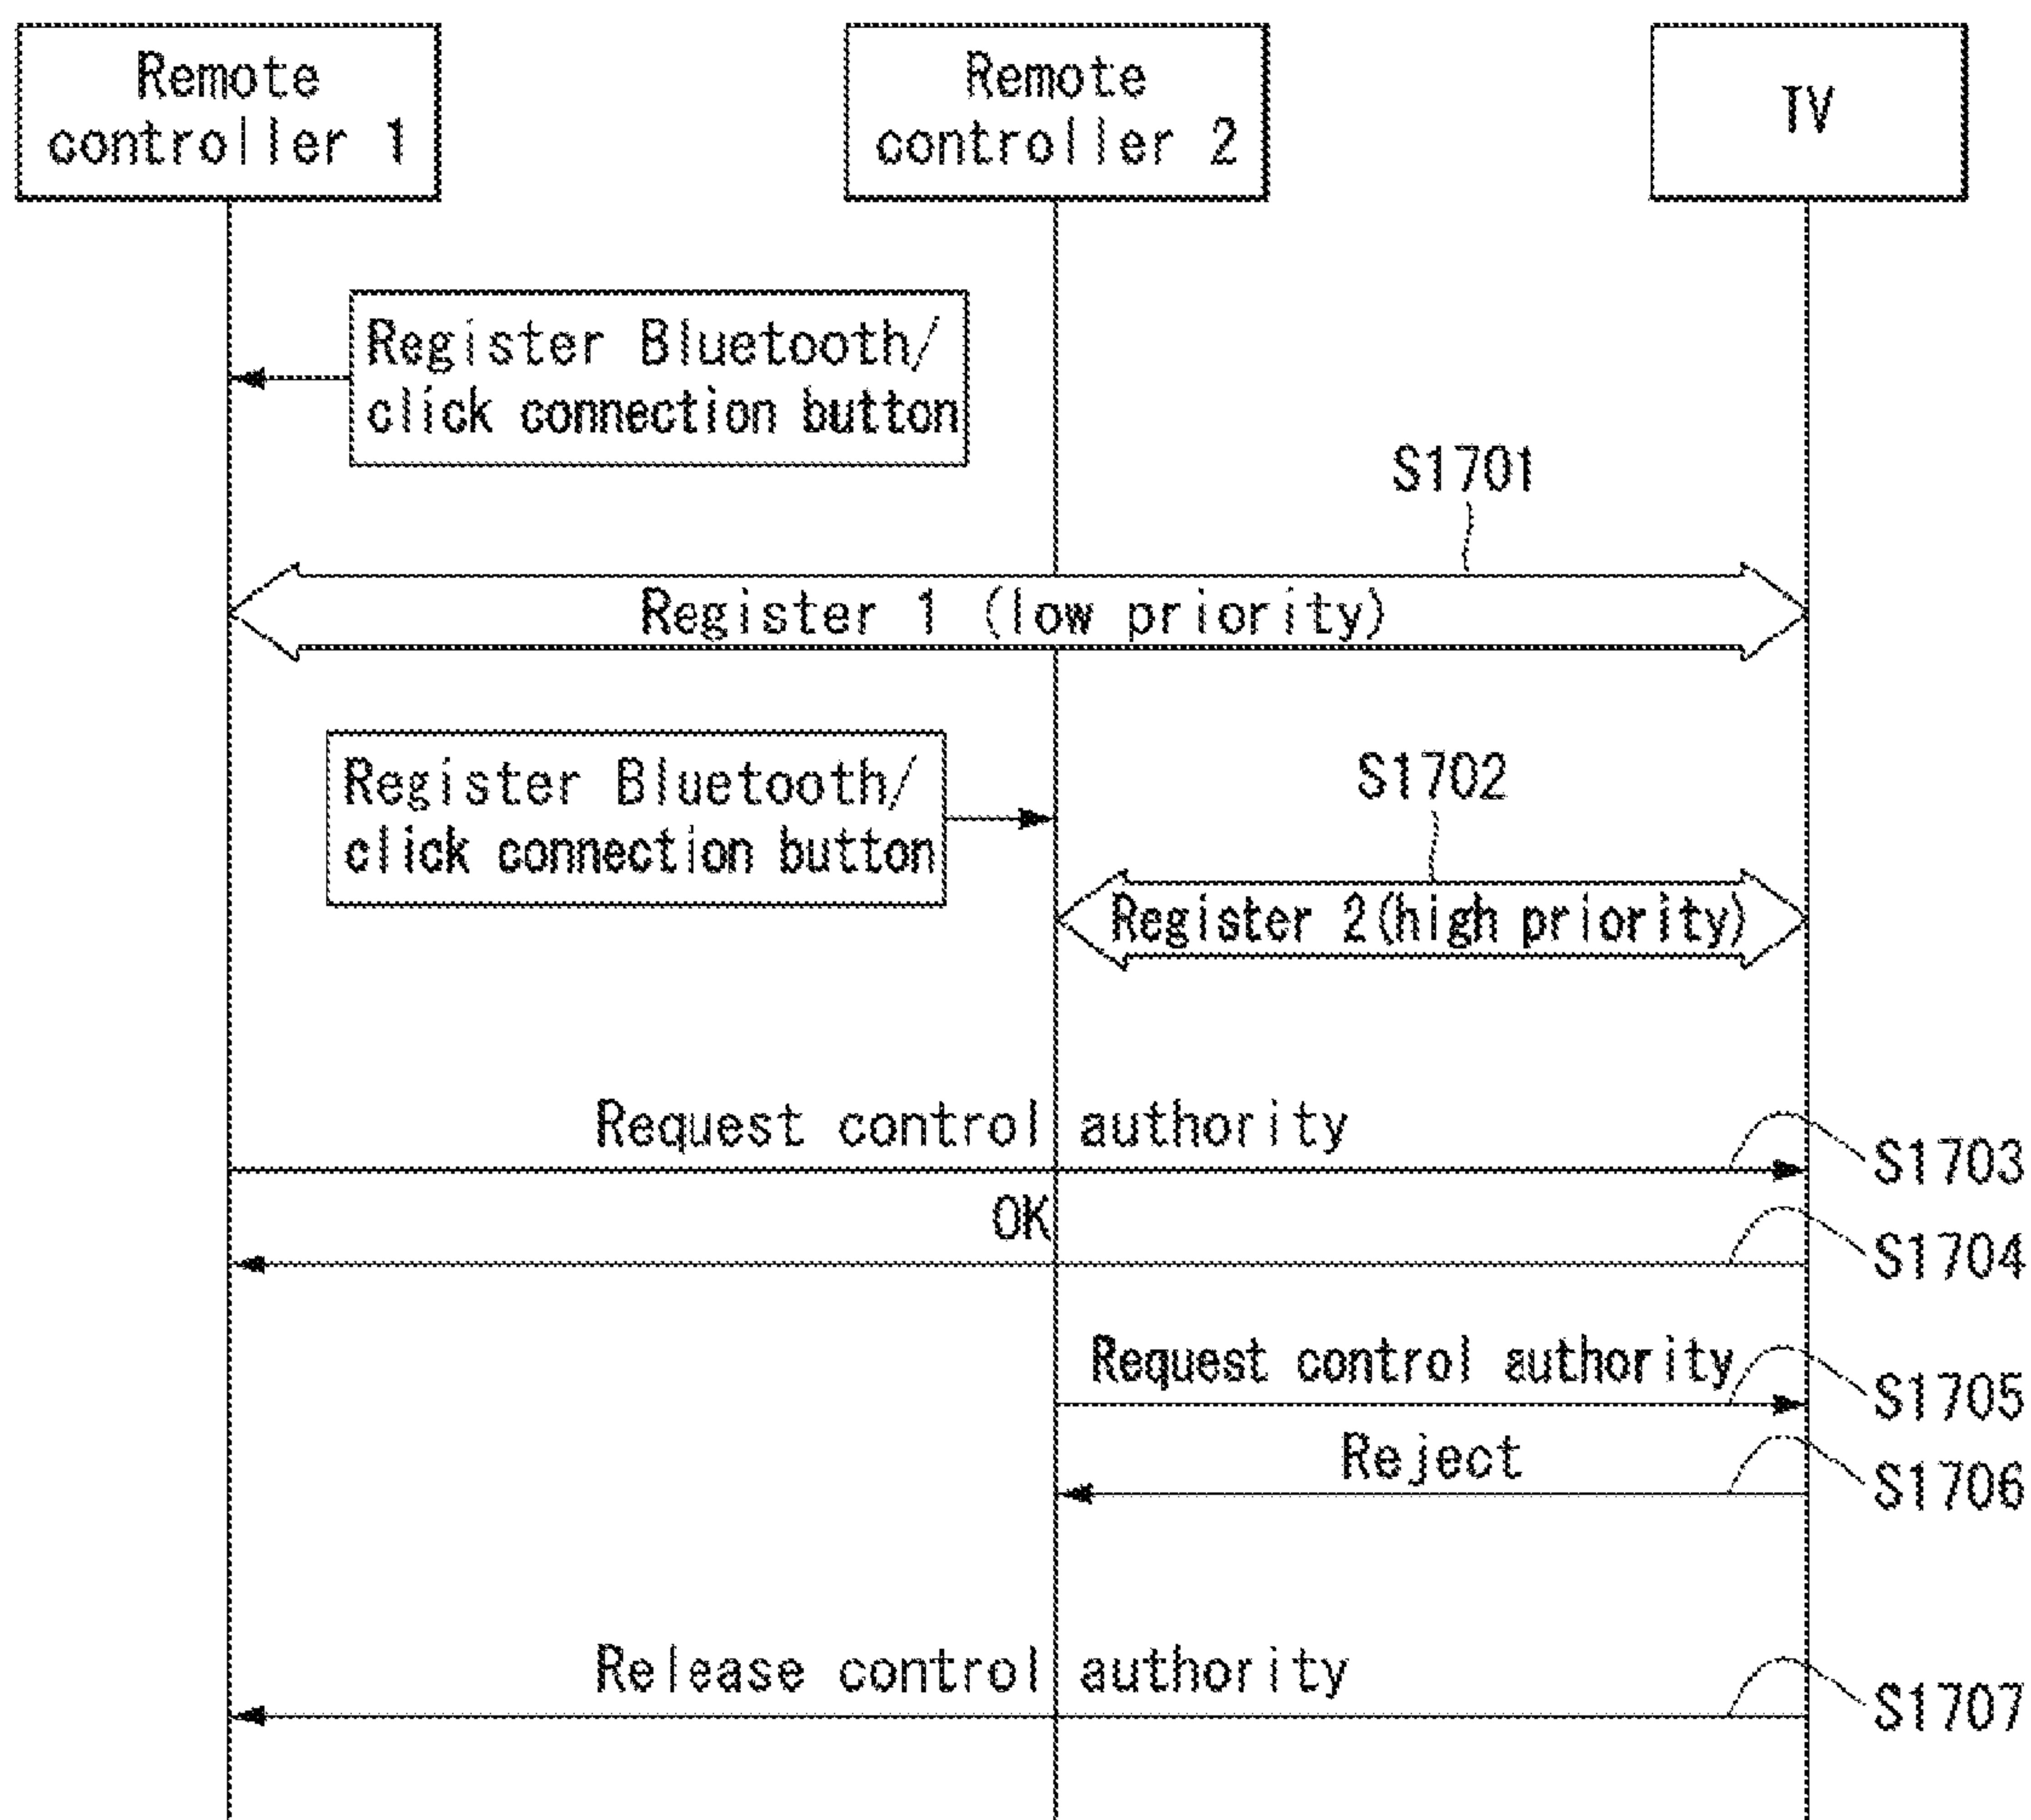 Remote
controller 1
Remote
controller 2
TV
Register Bluetooth/
click connection button
S1701
Register 1 (low priority)
Register Bluetooth/
click connection button
S1702
Register 2(high priority)
Request control authority
S1703
OK
S1704
Request control authority
S1705
Reject
S1706
Release control authority
S1707